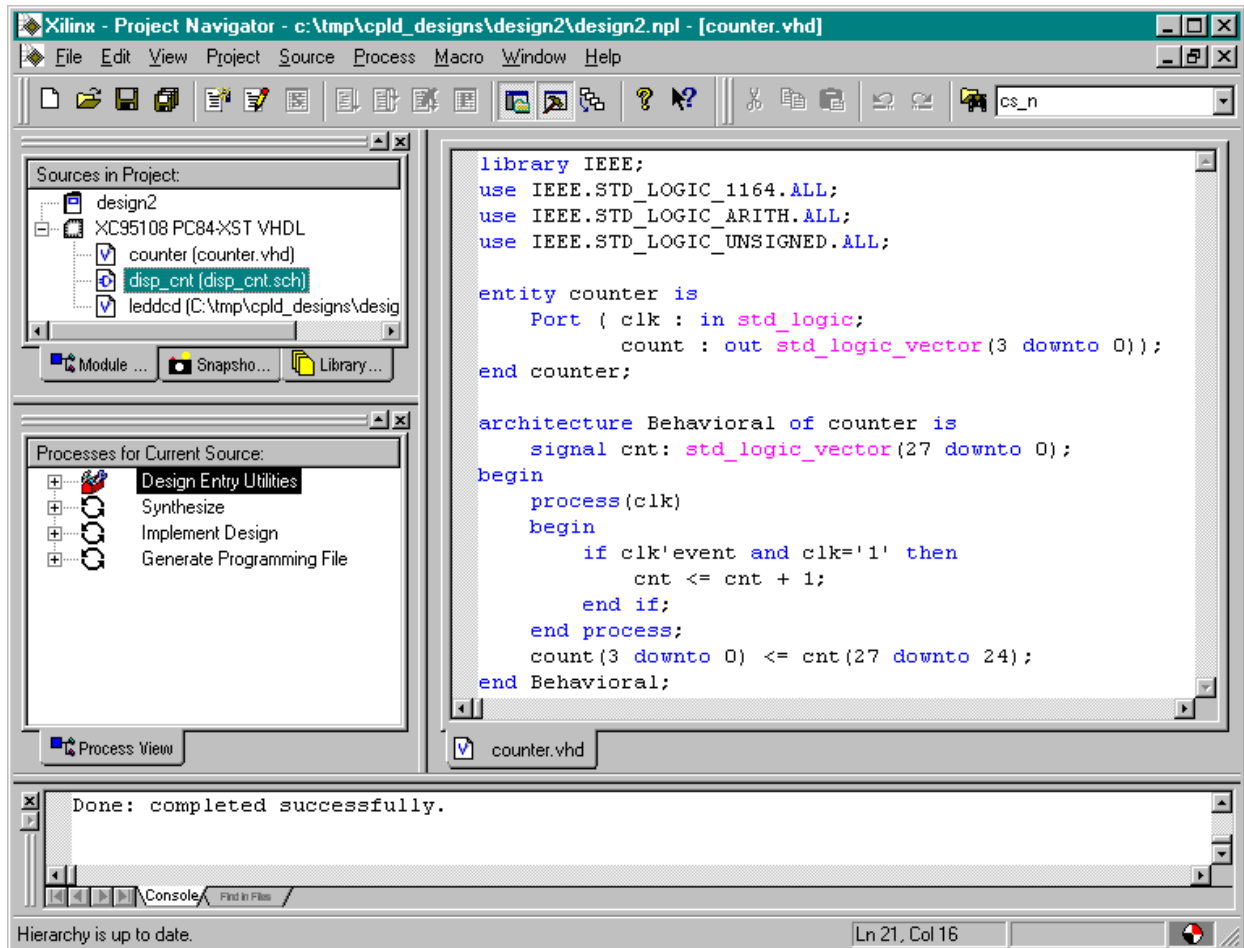 Xilinx - Project Navigator - c:\tmp\cpld_designs\design2\design2.npl - [counter.vhd]
File Edit View Project Source Process Macro Window Help
cs_n
Sources in Project:
design2
XC95108 PC84-XST VHDL
counter (counter.vhd)
disp_cnt (disp_cnt.sch)
leddcd (C:\tmp\cpld_designs\desig
Module ... Snapsho... Library...
Processes for Current Source:
Design Entry Utilities
Synthesize
Implement Design
Generate Programming File
Process View
library IEEE;
use IEEE.STD_LOGIC_1164.ALL;
use IEEE.STD_LOGIC_ARITH.ALL;
use IEEE.STD_LOGIC_UNSIGNED.ALL;
entity counter is
Port ( clk : in std_logic;
count : out std_logic_vector(3 downto 0));
end counter;
architecture Behavioral of counter is
signal cnt: std_logic_vector(27 downto 0);
begin
process(clk)
begin
if clk'event and clk='1' then
cnt <= cnt + 1;
end if;
end process;
count(3 downto 0) <= cnt(27 downto 24);
end Behavioral;
counter.vhd
Done: completed successfully.
Console Find in Files
Hierarchy is up to date. Ln 21, Col 16